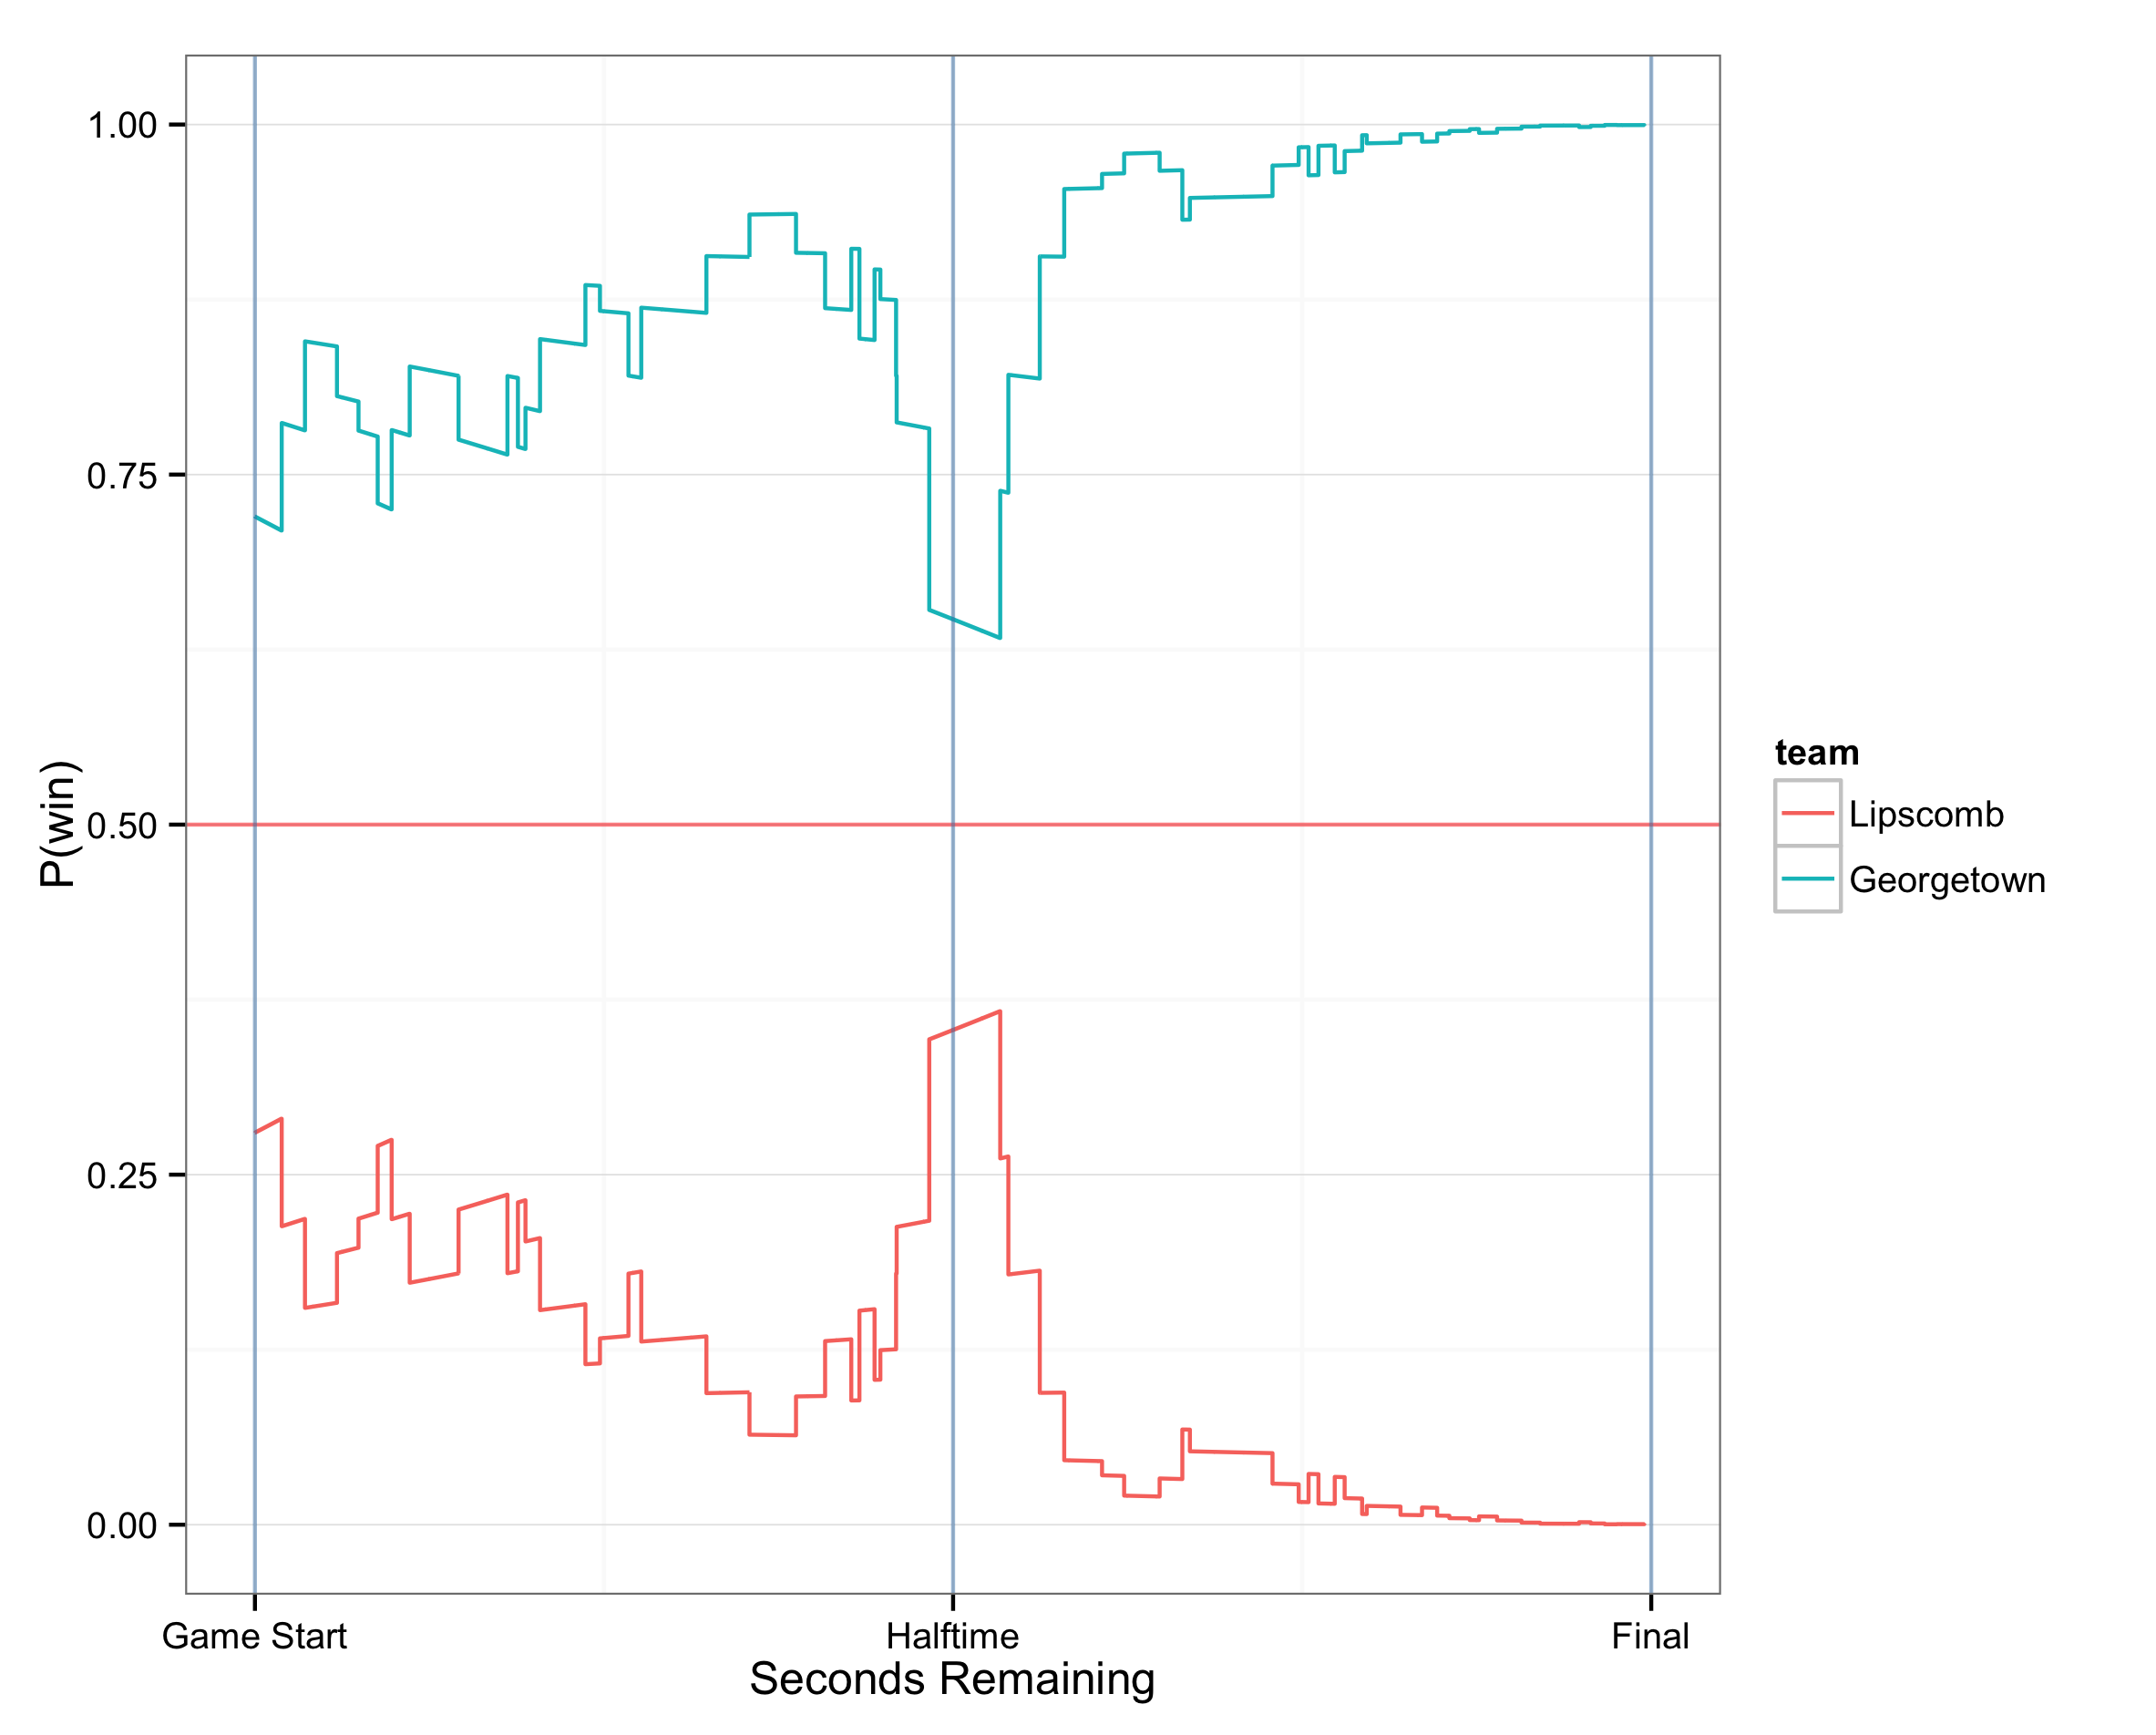 1.00
0.75
0.50
0.25
0.00
P(win)
Game Start
Halftime
Final
Seconds Remaining
team
Lipscomb
Georgetown